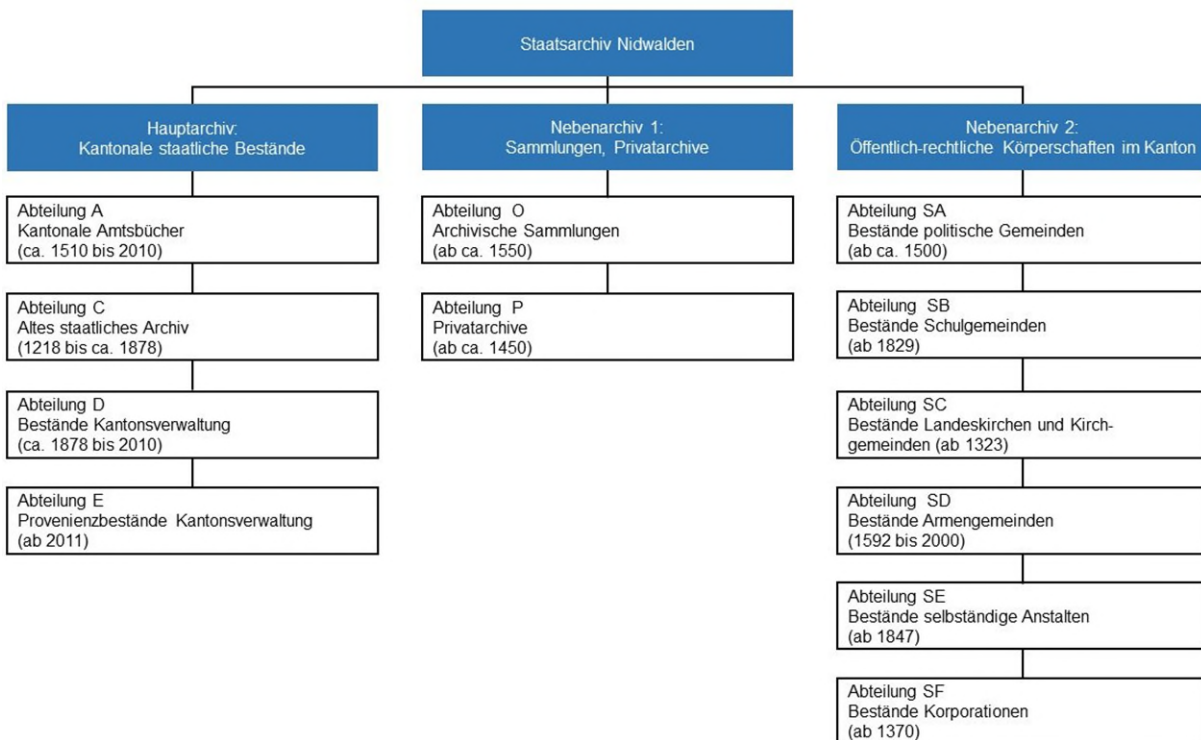 Staatsarchiv Nidwalden
Hauptarchiv:
Kantonale staatliche Bestände
Abteilung A
Kantonale Amtsbücher
(ca. 1510 bis 2010)
Abteilung C
Altes staatliches Archiv
(1218 bis ca. 1878)
Abteilung D
Bestände Kantonsverwaltung
(ca. 1878 bis 2010)
Abteilung E
Provenienzbestände Kantonsverwaltung
(ab 2011)
Nebenarchiv 1:
Sammlungen, Privatarchive
Abteilung O
Archivische Sammlungen
(ab ca. 1550)
Abteilung P
Privatarchive
(ab ca. 1450)
Nebenarchiv 2:
Öffentlich-rechtliche Körperschaften im Kanton
Abteilung SA
Bestände politische Gemeinden
(ab ca. 1500)
Abteilung SB
Bestände Schulgemeinden
(ab 1829)
Abteilung SC
Bestände Landeskirchen und Kirch-
gemeinden (ab 1323)
Abteilung SD
Bestände Armengemeinden
(1592 bis 2000)
Abteilung SE
Bestände selbständige Anstalten
(ab 1847)
Abteilung SF
Bestände Korporationen
(ab 1370)